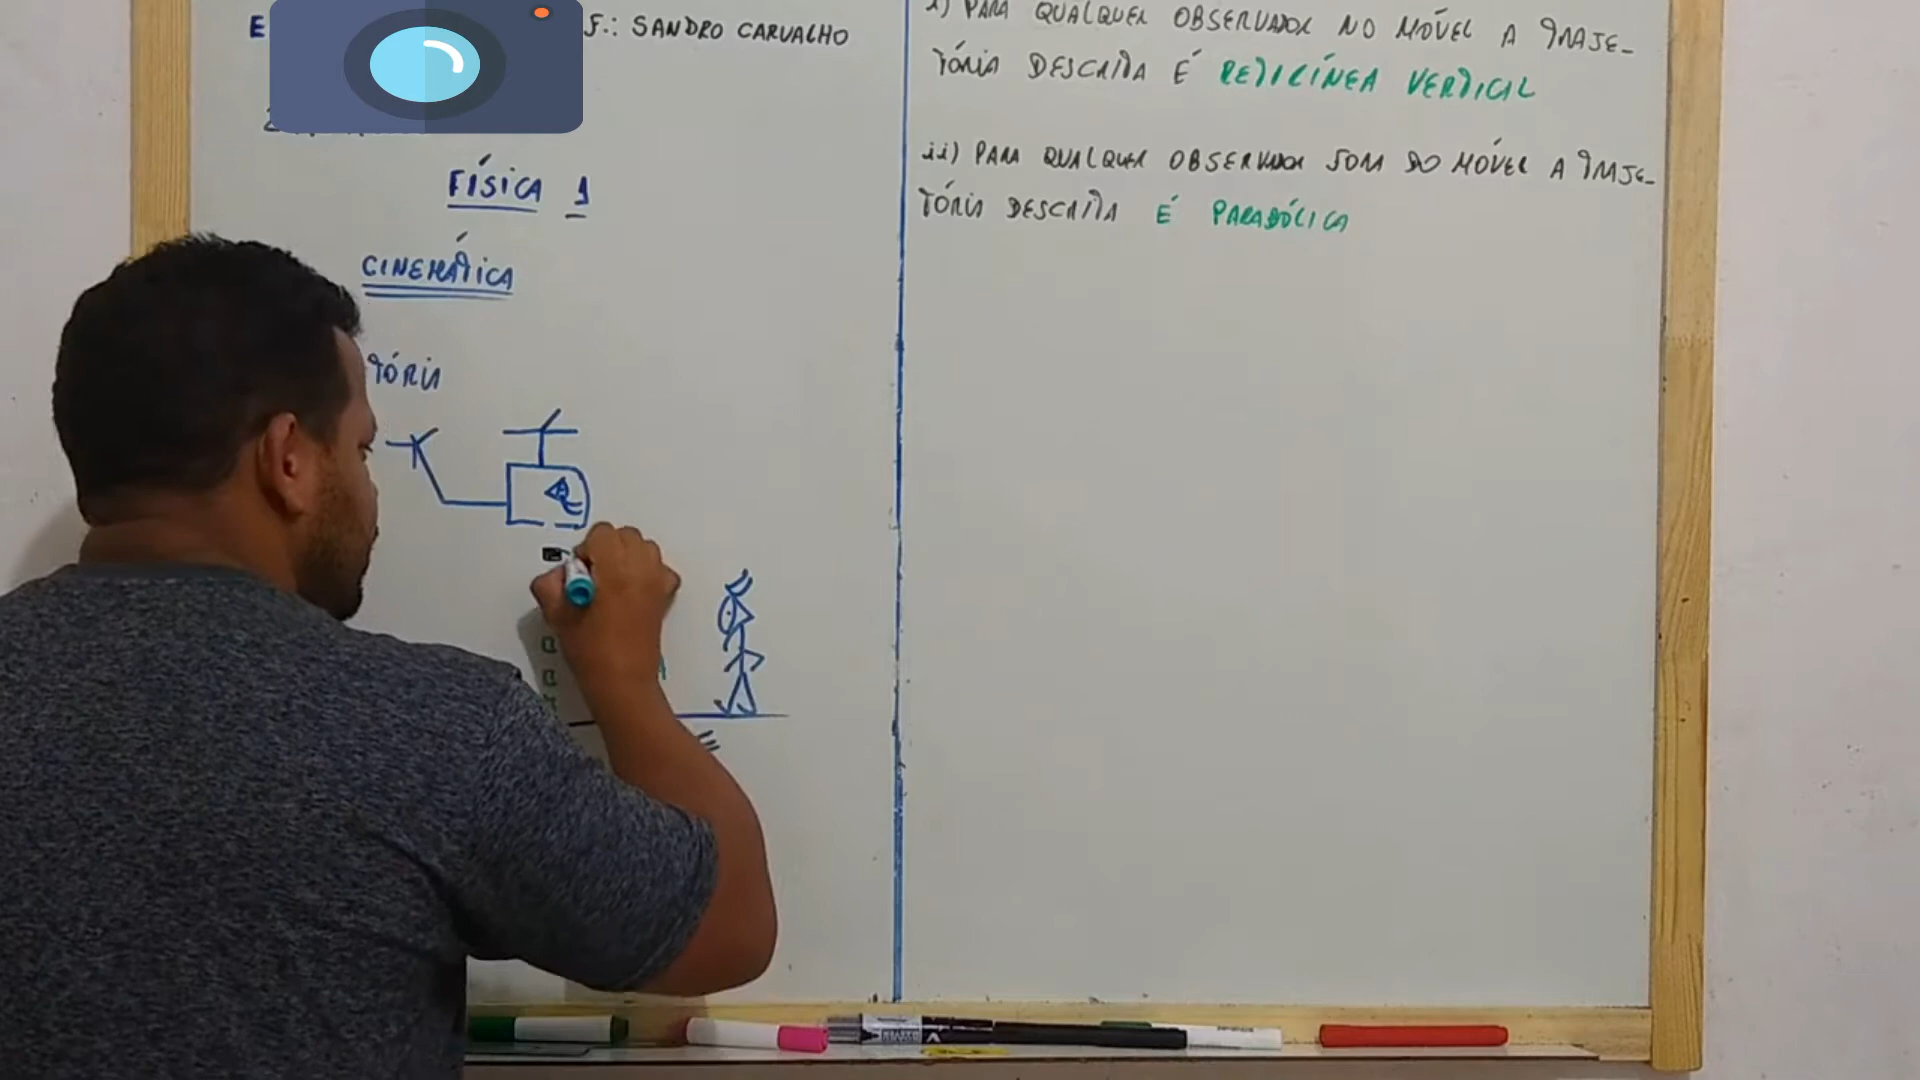 E
F.: SANDRO CARVALHO
FÍSICA 1
CINEMÁTICA
TÓRIA
i) PARA QUALQUER OBSERVADOR NO MÓVEL A TRAJE-
TÓRIA DESCRITA É RETILÍNEA VERTICAL
ii) PARA QUALQUER OBSERVADOR FORA DO MÓVEL A TRAJE-
TÓRIA DESCRITA É PARABÓLICA